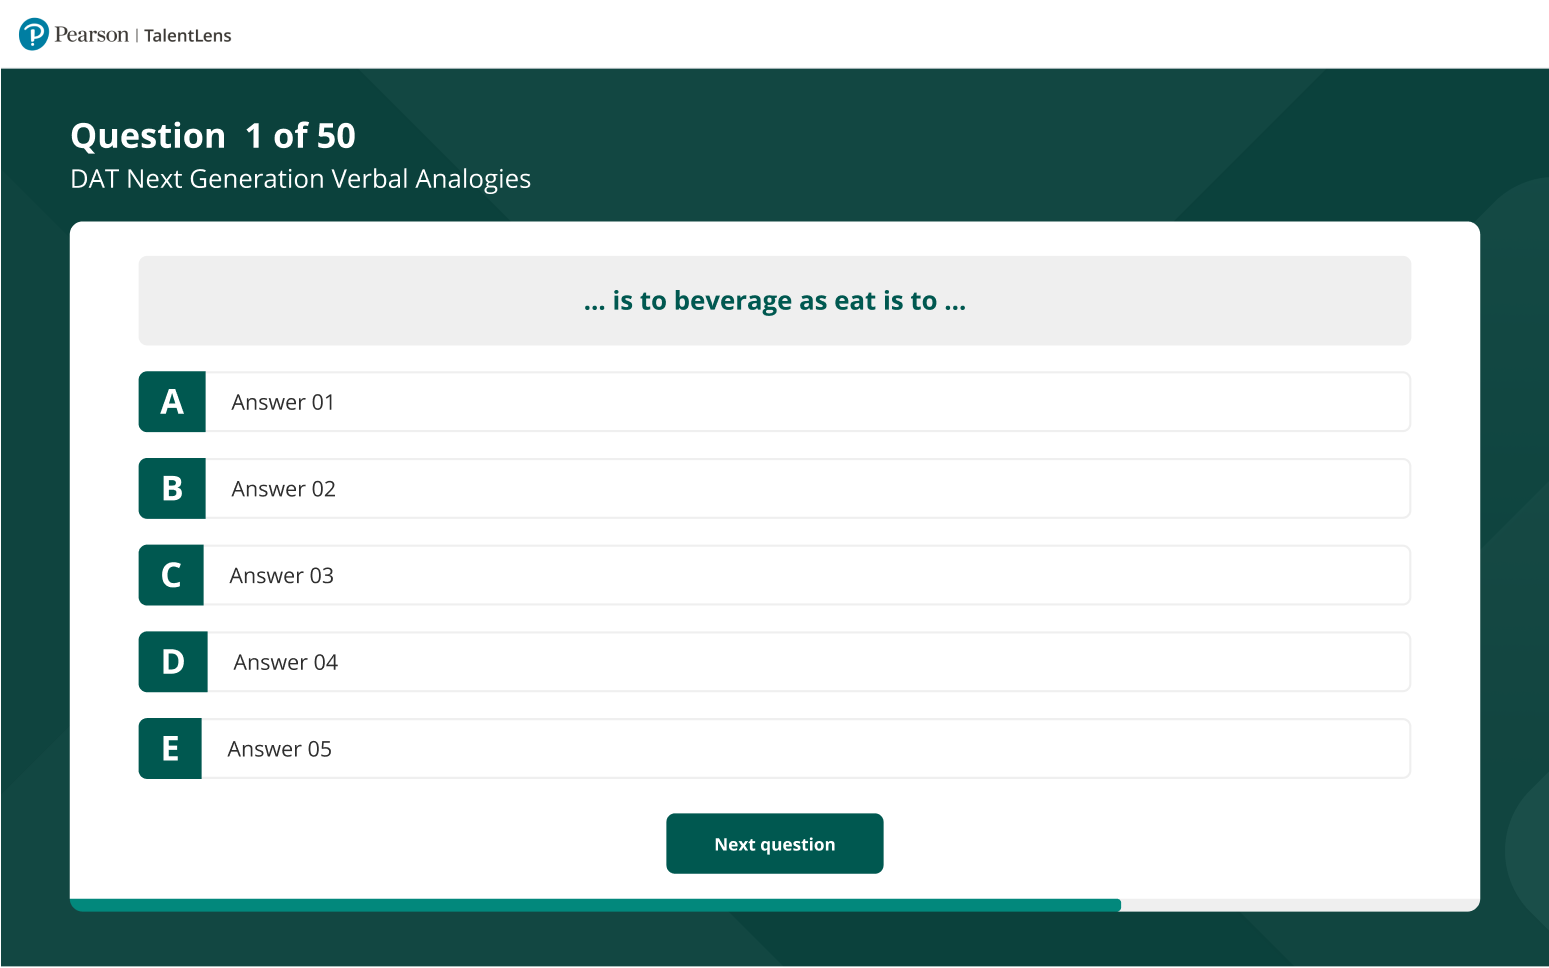 Pearson | TalentLens
Question 1 of 50
DAT Next Generation Verbal Analogies
... is to beverage as eat is to ...
A Answer 01
B Answer 02
C Answer 03
D Answer 04
E Answer 05
Next question